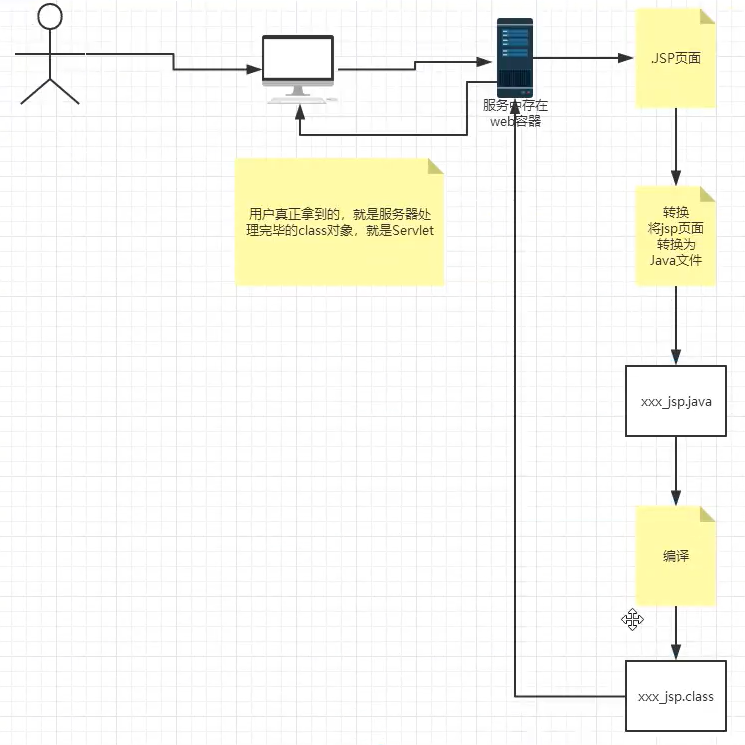 .JSP页面
服务中存在
web容器
用户真正拿到的，就是服务器处
理完毕的class对象，就是Servlet
转换
将jsp页面
转换为
Java文件
xxx_jsp.java
编译
xxx_jsp.class